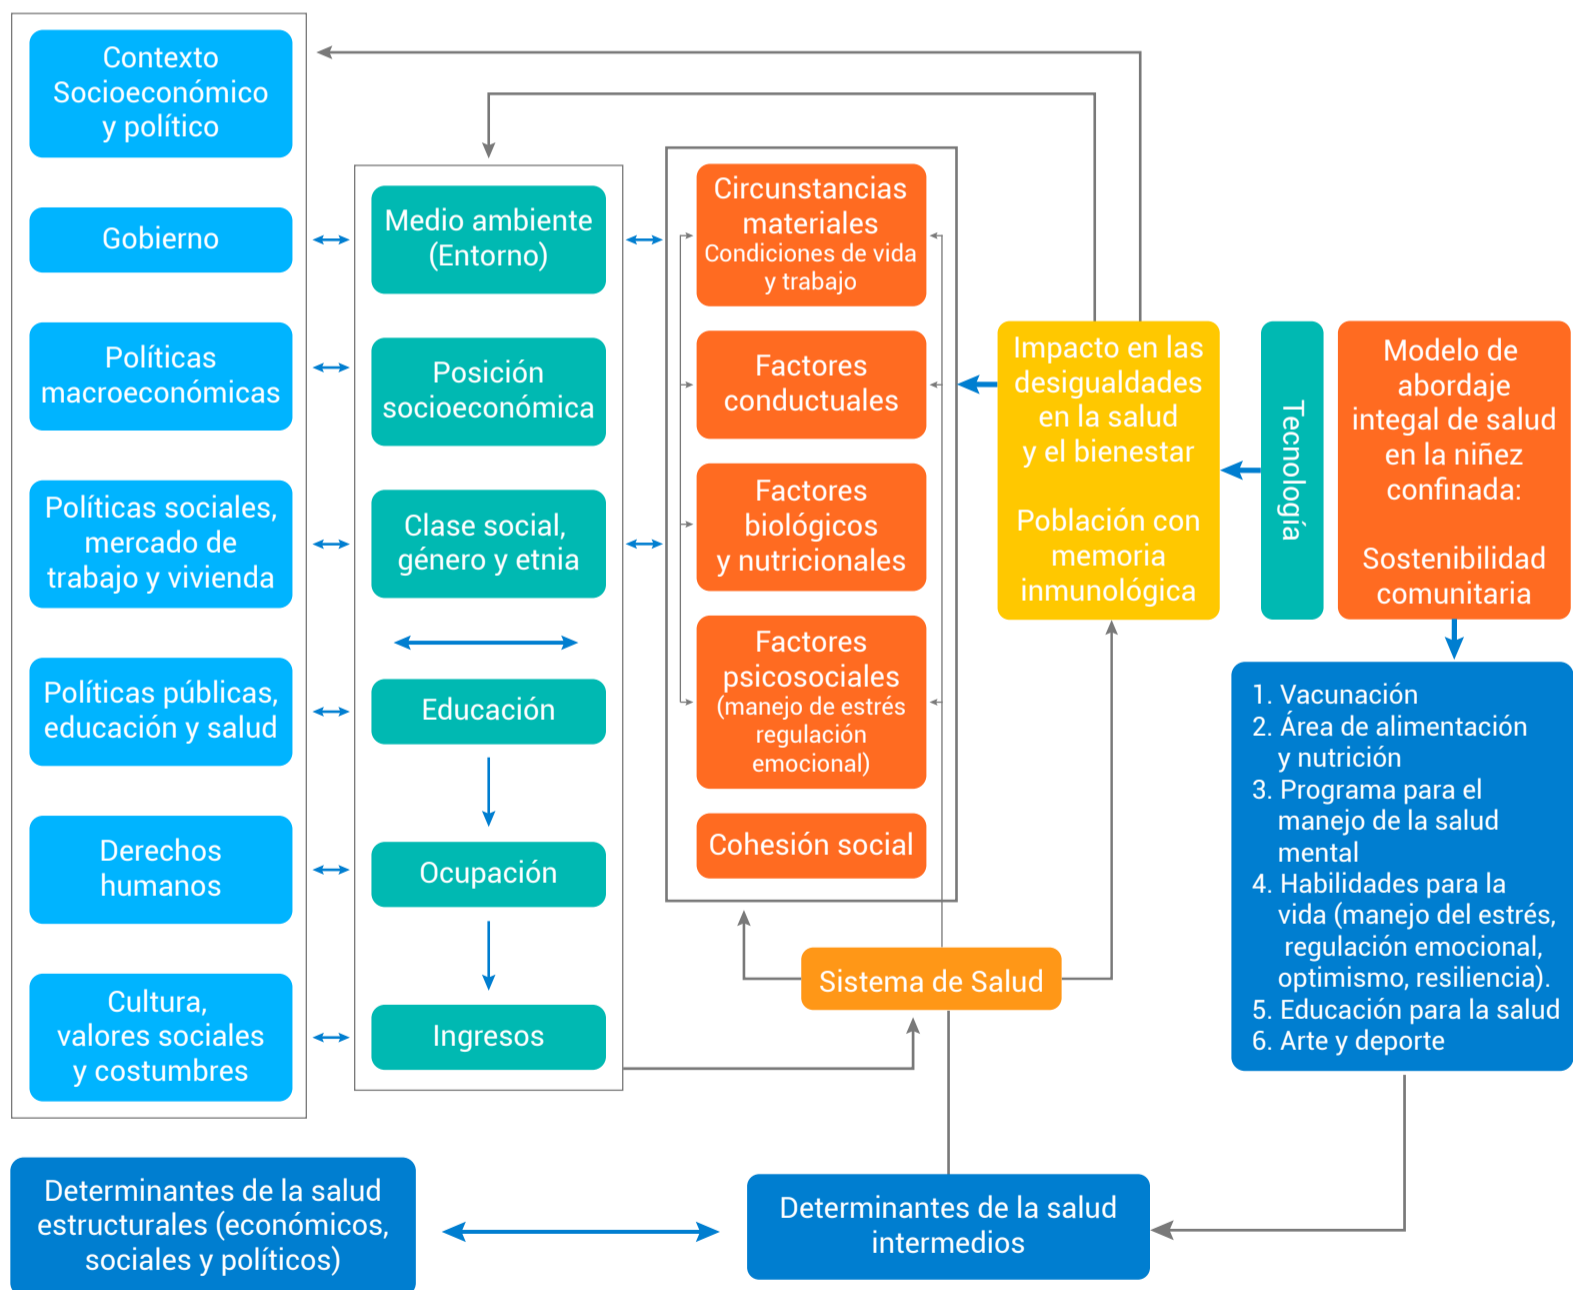 Contexto
Socioeconómico
y político
Gobierno
Políticas
macroeconómicas
Políticas sociales,
mercado de
trabajo y vivienda
Políticas públicas,
educación y salud
Derechos
humanos
Cultura,
valores sociales
y costumbres
Medio ambiente
(Entorno)
Posición
socioeconómica
Clase social,
género y etnia
Educación
Ocupación
Ingresos
Circunstancias
materiales
Condiciones de vida
y trabajo
Factores
conductuales
Factores
biológicos
y nutricionales
Factores
psicosociales
(manejo de estrés
regulación
emocional)
Cohesión social
Sistema de Salud
Impacto en las
desigualdades
en la salud
y el bienestar
Población con
memoria
inmunológica
Tecnología
Modelo de
abordaje
integal de salud
en la niñez
confinada:
Sostenibilidad
comunitaria
1. Vacunación
2. Área de alimentación
y nutrición
3. Programa para el
manejo de la salud
mental
4. Habilidades para la
vida (manejo del estrés,
regulación emocional,
optimismo, resiliencia).
5. Educación para la salud
6. Arte y deporte
Determinantes de la salud
estructurales (económicos,
sociales y políticos)
Determinantes de la salud
intermedios